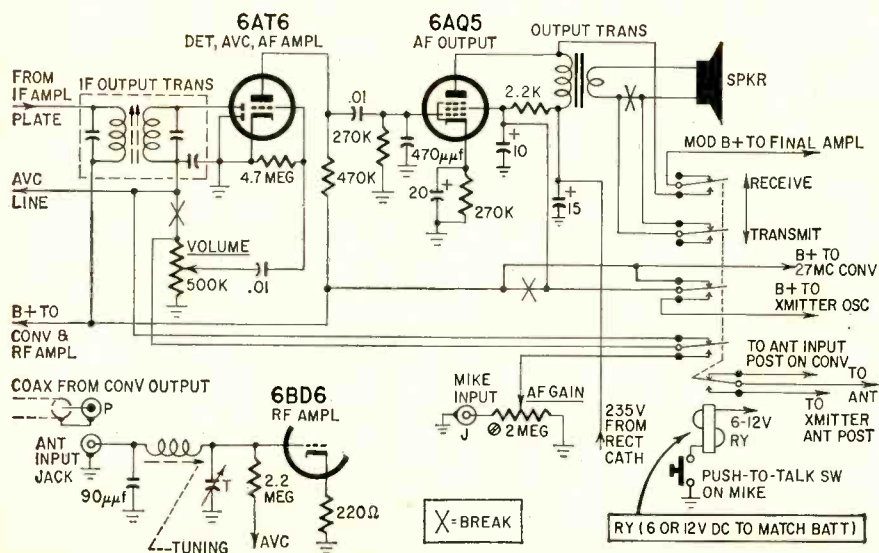 6AT6
DET, AVC, AF AMPL
6AQ5
AF OUTPUT
OUTPUT TRANS
SPKR
FROM
IF AMPL
PLATE
IF OUTPUT TRANS
.01
2.2K
270K
470µµf
10
4.7 MEG
470K
20
270K
15
MOD B+ TO FINAL AMPL
RECEIVE
TRANSMIT
AVC
LINE
VOLUME
500K
.01
B+ TO
27MC CONV
B+ TO
XMITTER OSC
B+ TO
CONV &
RF AMPL
TO ANT INPUT
POST ON CONV
TO
ANT
TO
XMITTER
ANT POST
COAX FROM CONV OUTPUT
P
6BD6
RF AMPL
ANT
INPUT
JACK
90µµf
T
2.2
MEG
220Ω
TUNING
AVC
MIKE
INPUT
J
AF GAIN
2 MEG
235V
FROM
RECT
CATH
6-12V
RY
PUSH-TO-TALK SW
ON MIKE
X=BREAK
RY (6 OR 12V DC TO MATCH BATT)